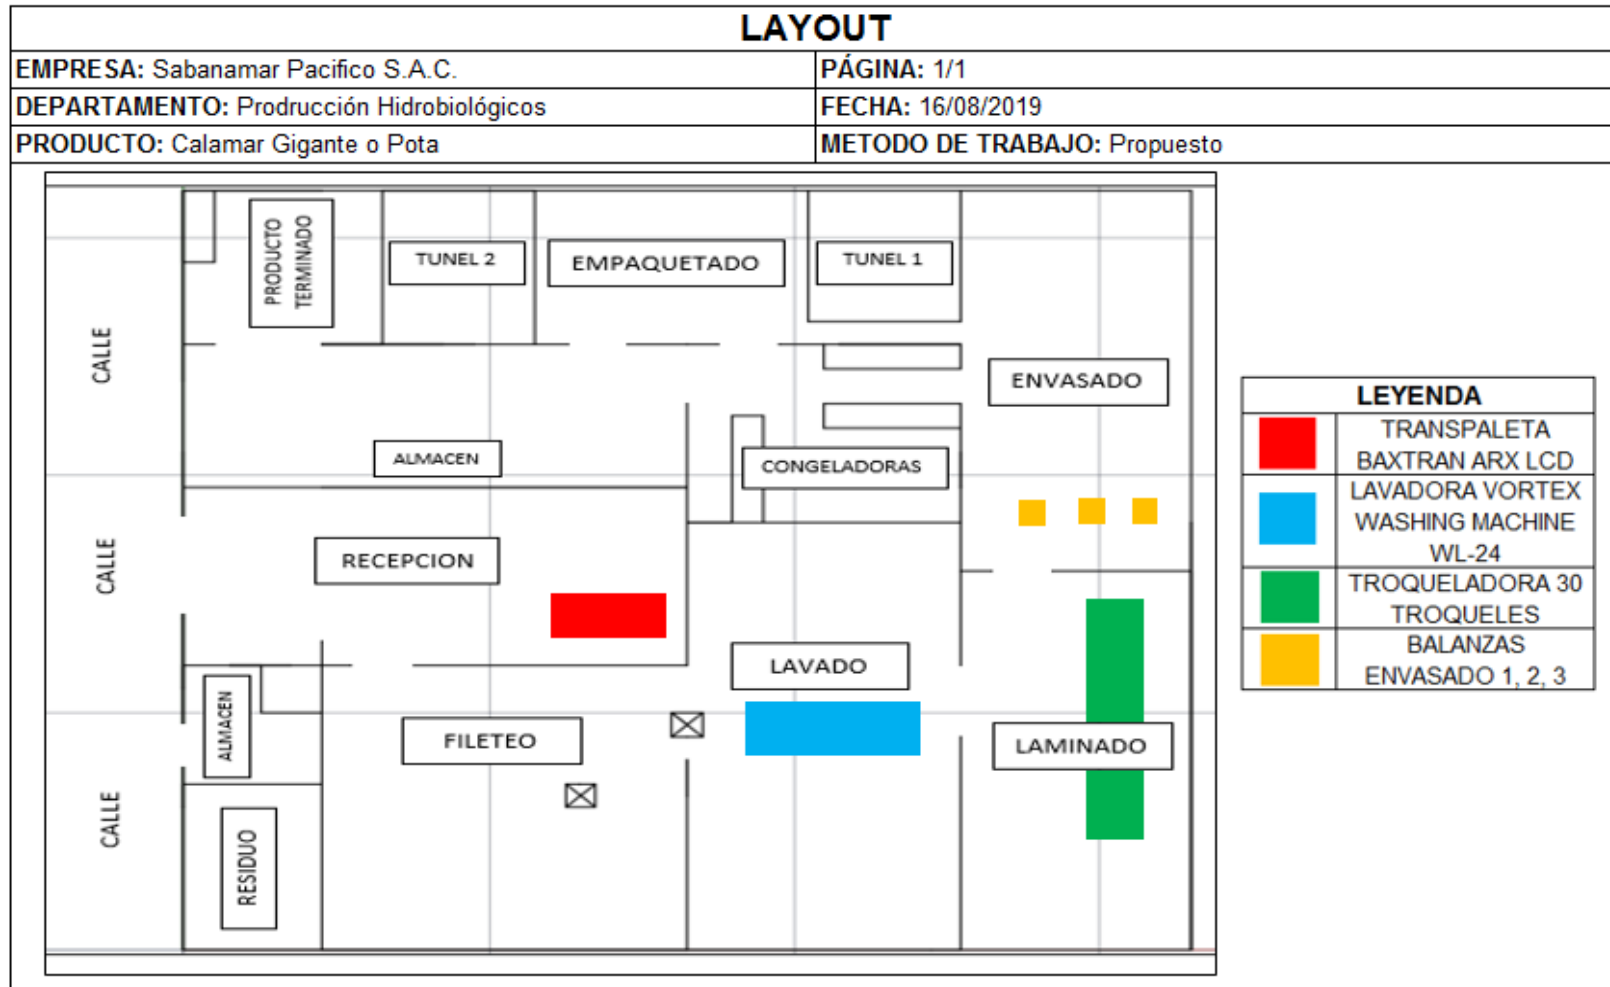 LAYOUT
EMPRESA: Sabanamar Pacifico S.A.C.
PÁGINA: 1/1
DEPARTAMENTO: Prodrucción Hidrobiológicos
FECHA: 16/08/2019
PRODUCTO: Calamar Gigante o Pota
METODO DE TRABAJO: Propuesto
PRODUCTO
TERMINADO
TUNEL 2
EMPAQUETADO
TUNEL 1
CALLE
ENVASADO
ALMACEN
CONGELADORAS
CALLE
RECEPCION
LAVADO
ALMACEN
FILETEO
LAMINADO
CALLE
RESIDUO
LEYENDA
TRANSPALETA
BAXTRAN ARX LCD
LAVADORA VORTEX
WASHING MACHINE
WL-24
TROQUELADORA 30
TROQUELES
BALANZAS
ENVASADO 1, 2, 3